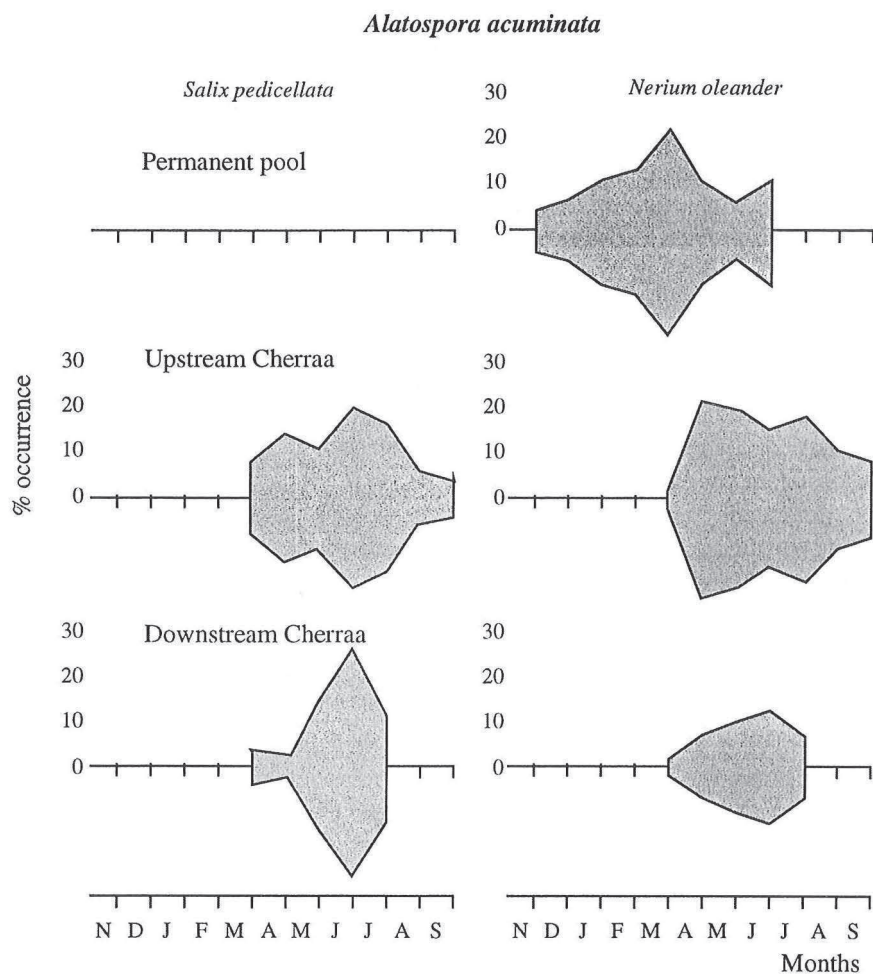 Alatospora acuminata
Salix pedicellata
Nerium oleander
Permanent pool
30
20
10
0
% occurrence
Upstream Cherraa
30
20
10
0
30
20
10
0
Downstream Cherraa
30
20
10
0
30
20
10
0
N D J F M A M J J A S
N D J F M A M J J A S
Months